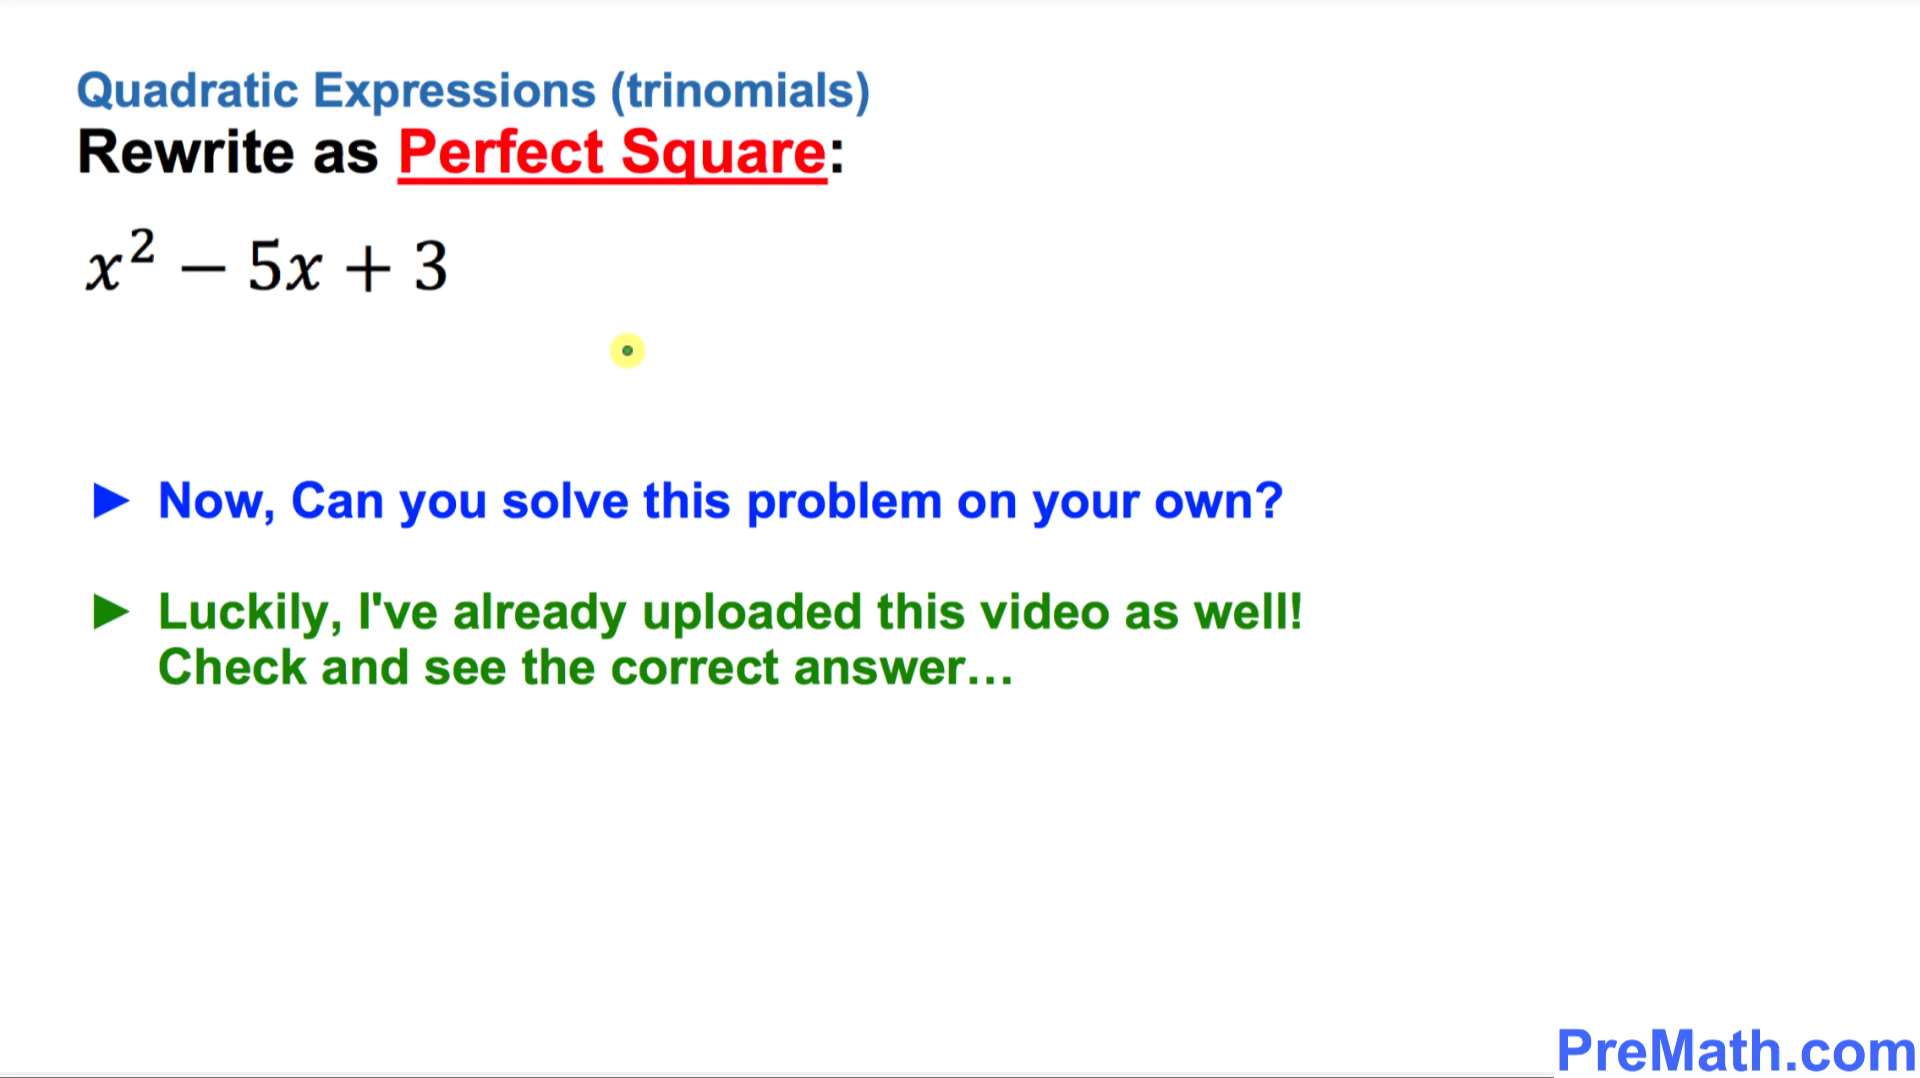 Quadratic Expressions (trinomials)
Rewrite as Perfect Square:
x² − 5x + 3
► Now, Can you solve this problem on your own?
► Luckily, I've already uploaded this video as well!
Check and see the correct answer...
PreMath.com